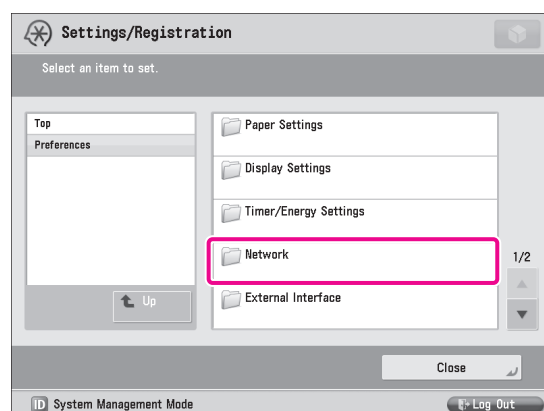 Settings/Registration
Select an item to set.
Top
Preferences
Up
Paper Settings
Display Settings
Timer/Energy Settings
Network
External Interface
1/2
Close
ID System Management Mode
Log Out